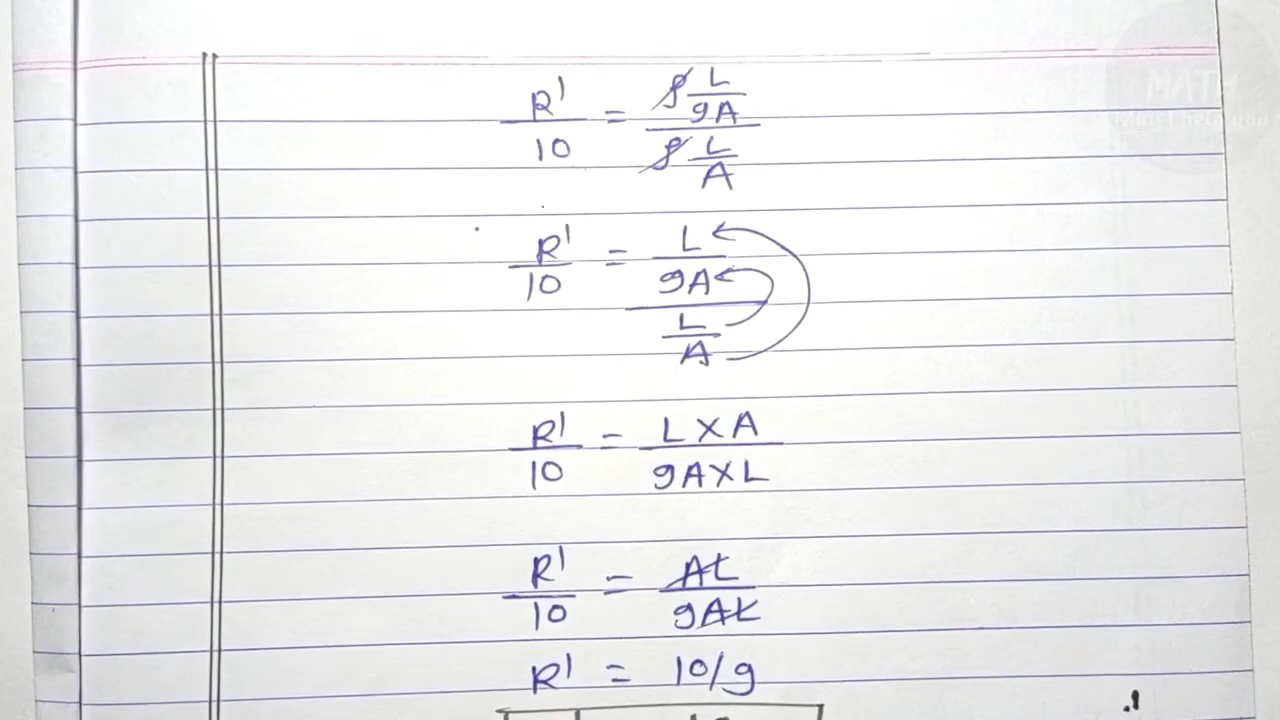 R'/10 = (ρ L/9A) / (ρ L/A)
R'/10 = (L/9A) / (L/A)
R'/10 = L×A / 9A×L
R'/10 = AL / 9AL
R' = 10/9